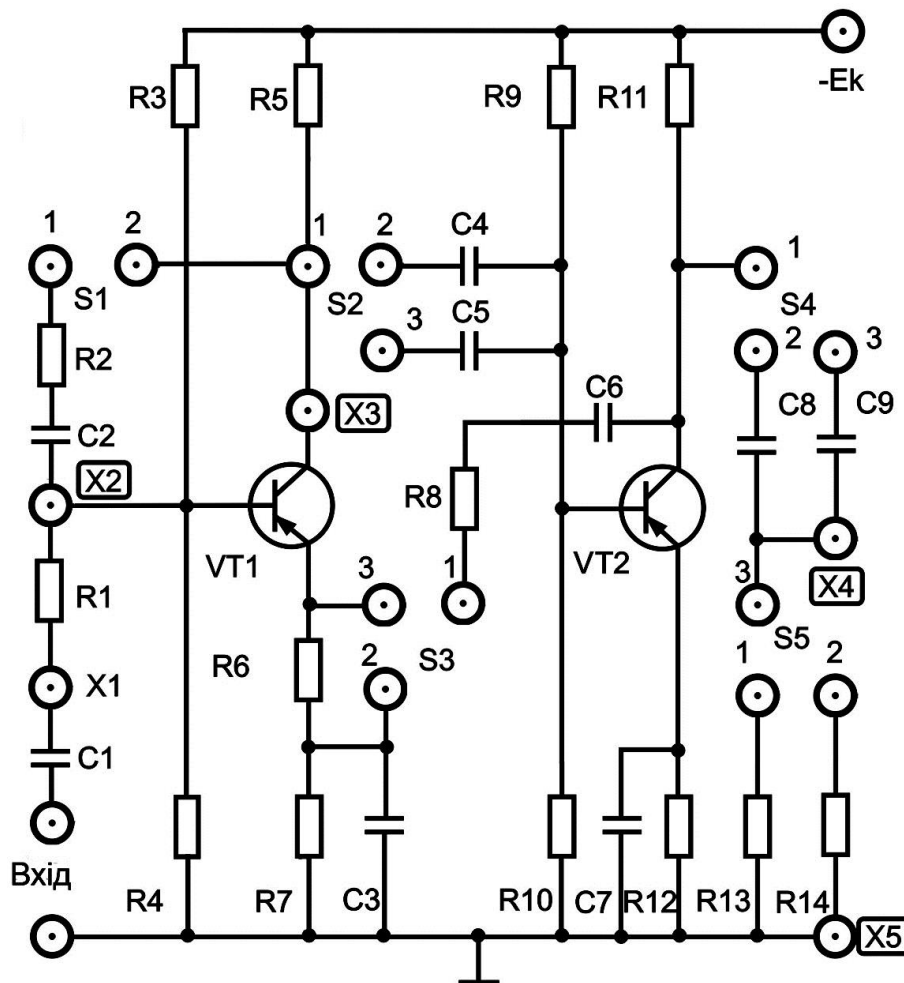 R3
R5
R9
R11
-Ek
1
2
1
2
C4
1
S1
S2
3
C5
S4
2
3
R2
C6
C8
C9
C2
X3
X2
R8
VT1
VT2
R1
3
1
3
X4
R6
2
S3
S5
X1
1
2
C1
Вхід
R4
R7
C3
R10
C7
R12
R13
R14
X5